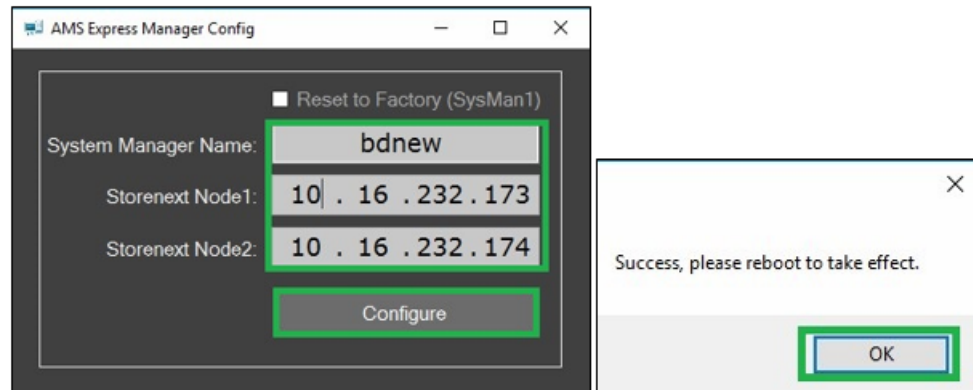 AMS Express Manager Config
Reset to Factory (SysMan1)
System Manager Name: bdnew
Storenext Node1: 10 . 16 . 232 . 173
Storenext Node2: 10 . 16 . 232 . 174
Configure
Success, please reboot to take effect.
OK